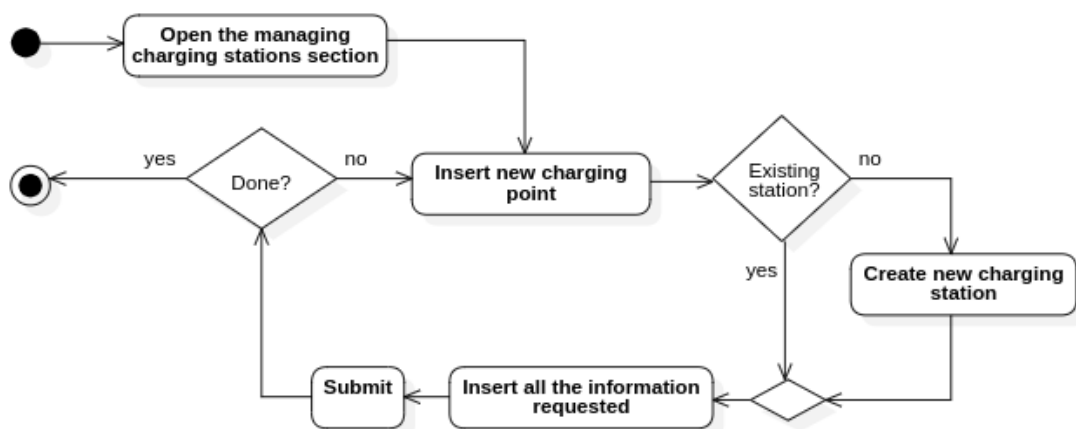 Open the managing
charging stations section
yes
Done?
no
Insert new charging
point
Existing
station?
no
yes
Create new charging
station
Submit
Insert all the information
requested